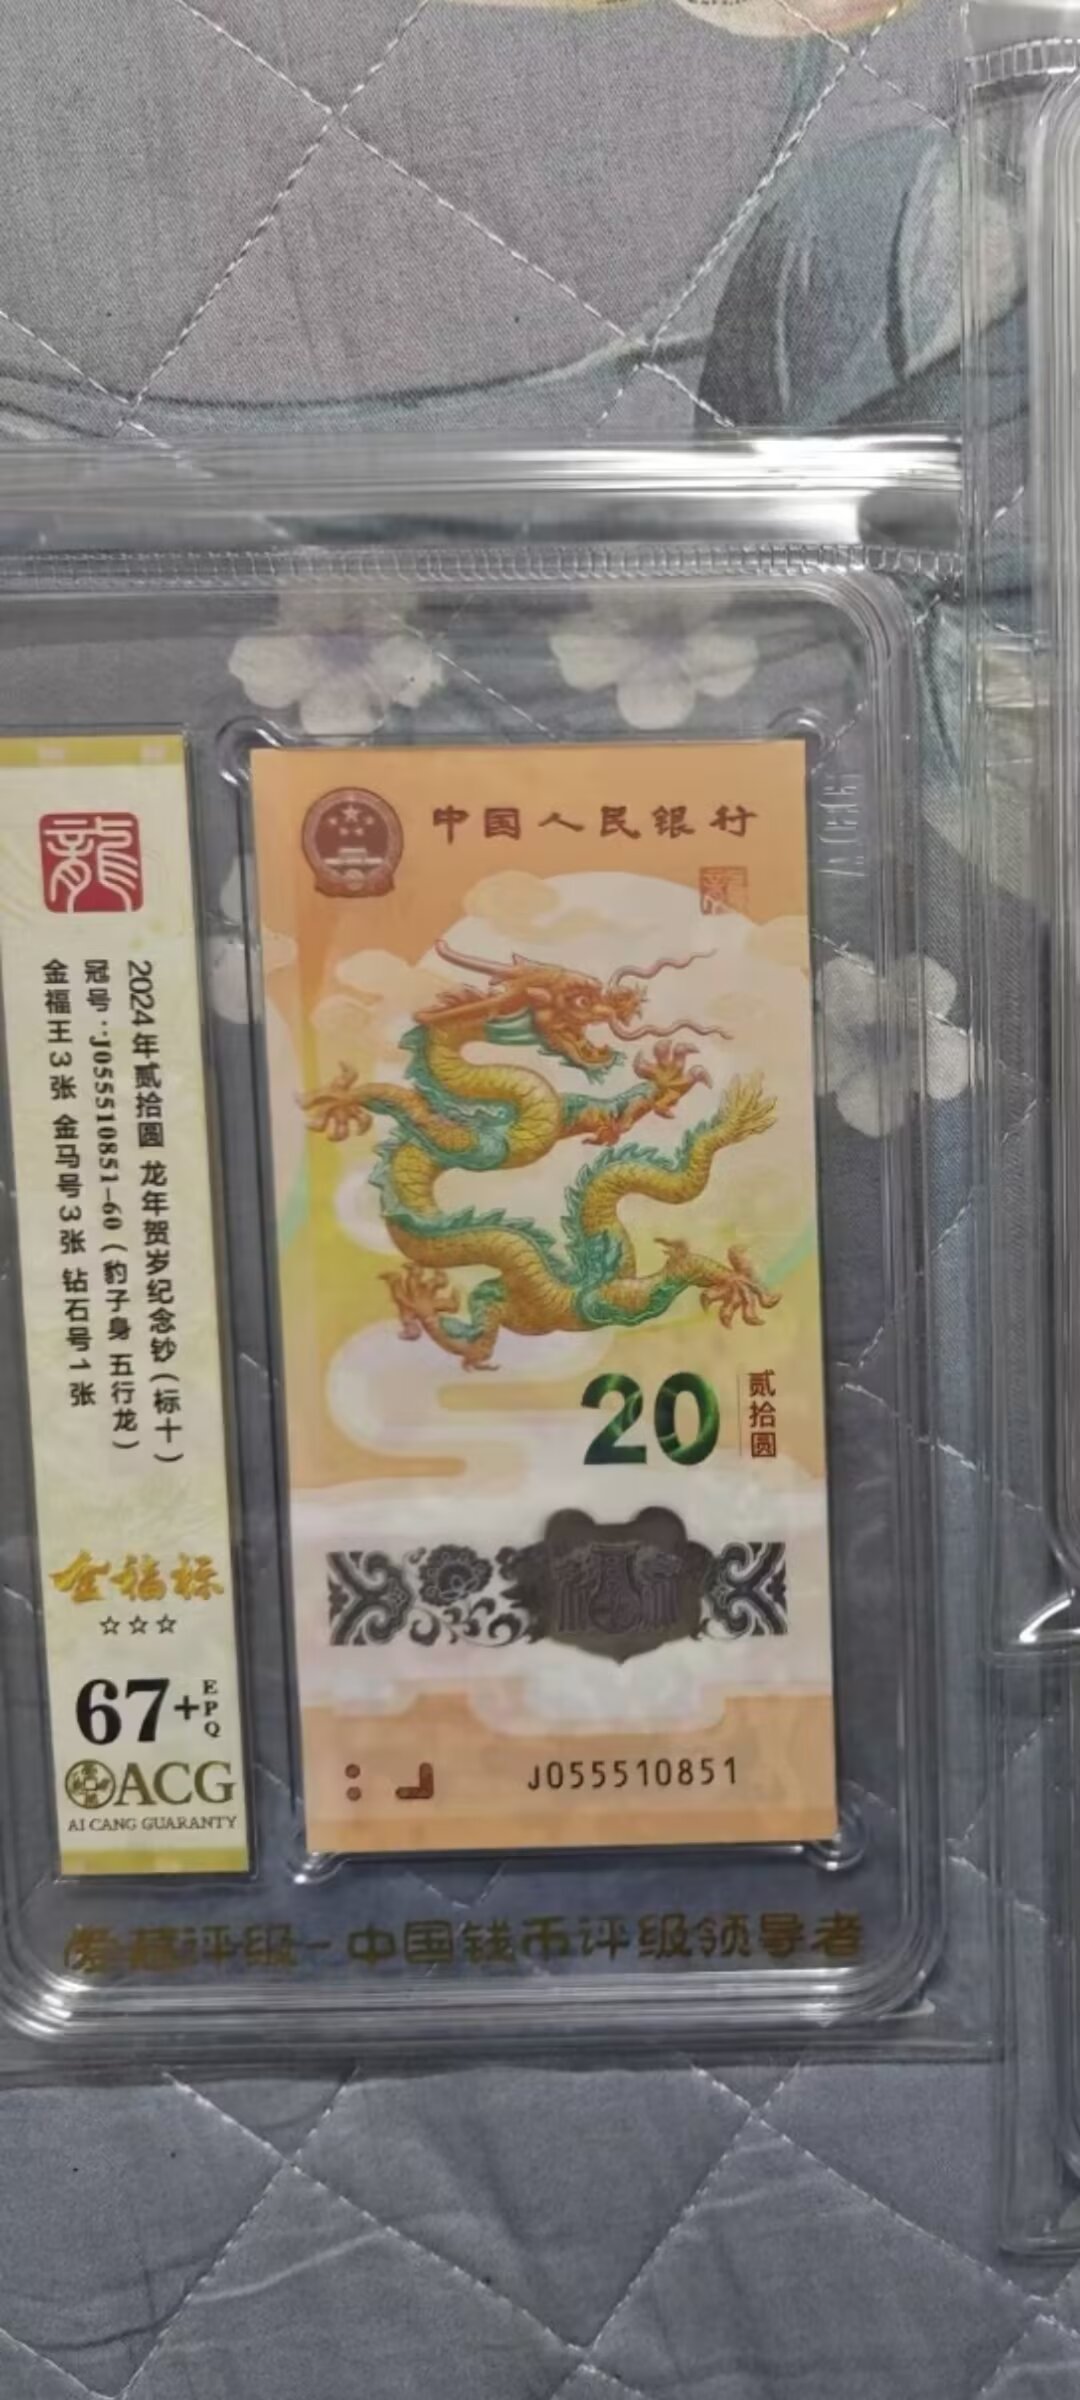 龍
2024年贰拾圆 龙年贺岁纪念钞(标十)
冠号:J055510851-60(豹子身 五行龙)
金福王3张 金马号3张 钻石号1张
金福标
☆☆☆
67+EPQ
ACG
AI CANG GUARANTY
中国人民银行
20
贰拾圆
J055510851
爱藏评级-中国钱币评级领导者